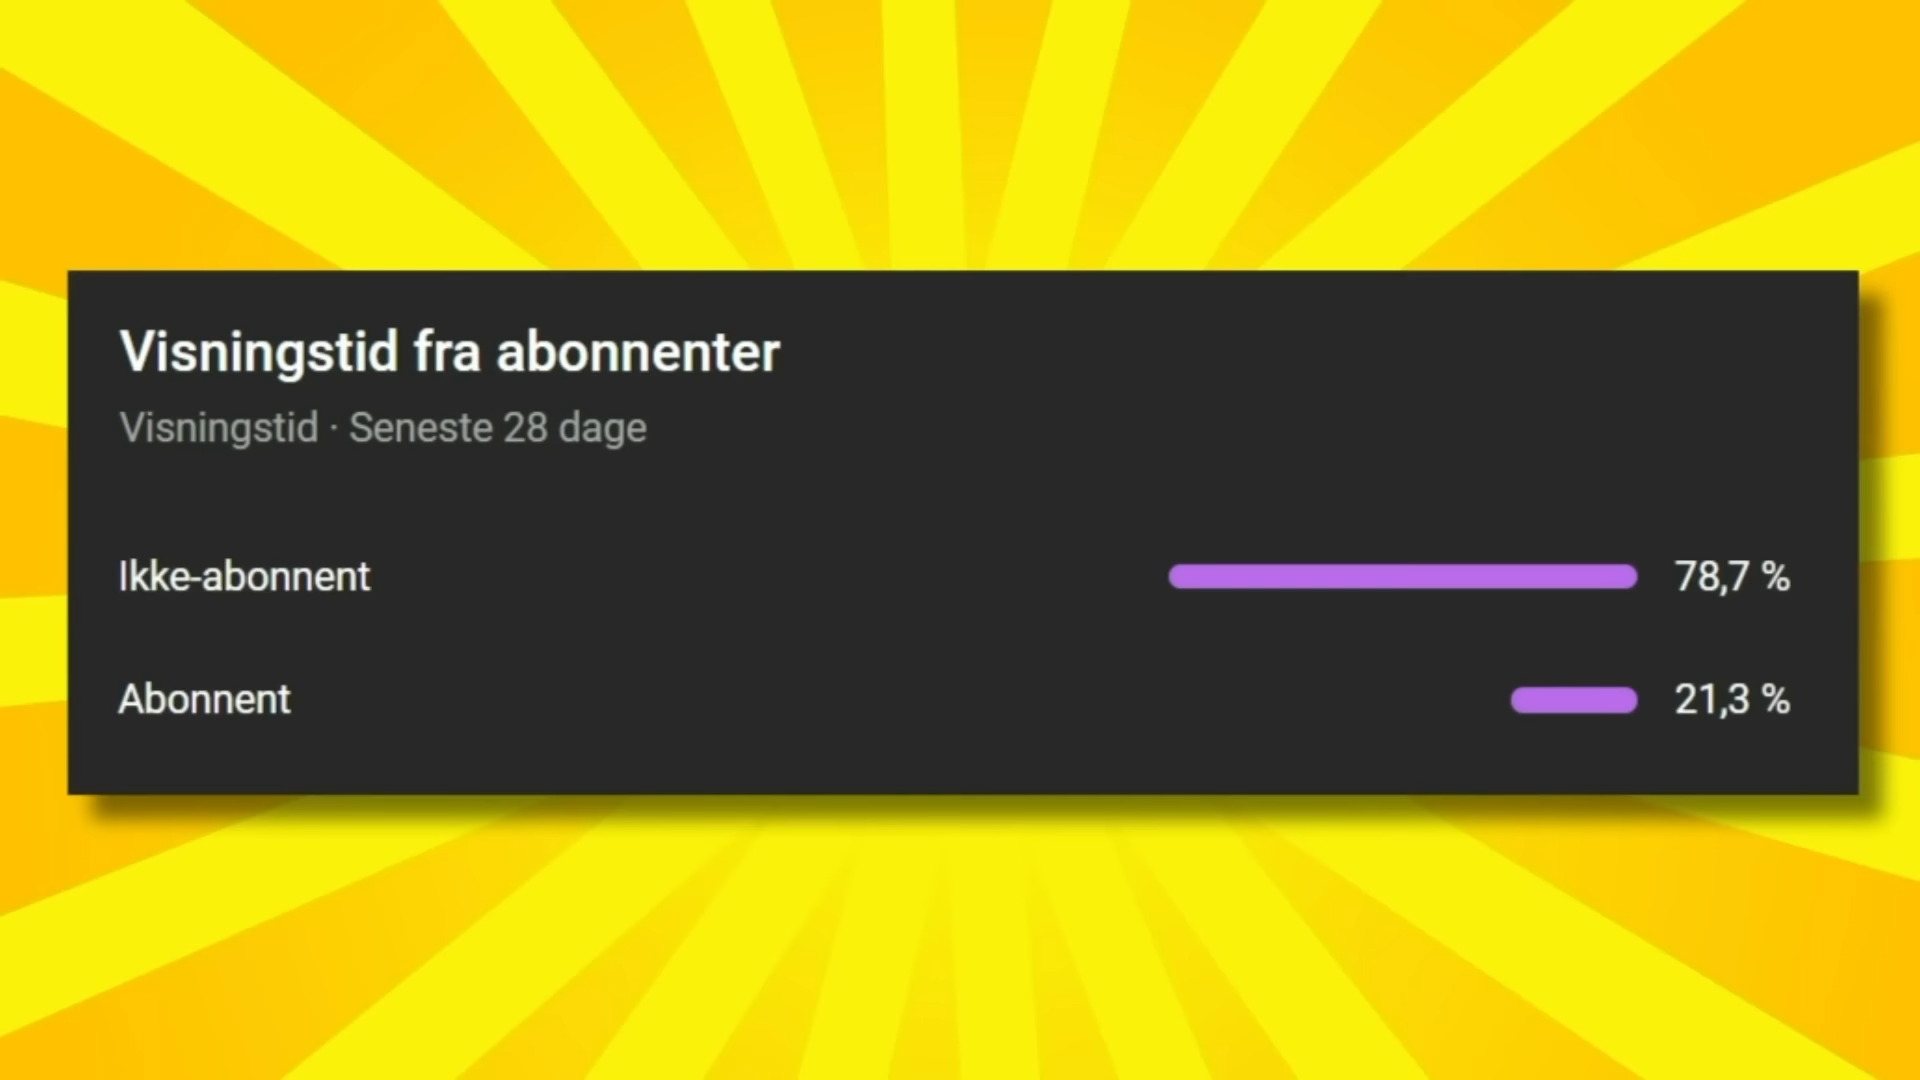 Visningstid fra abonnenter
Visningstid · Seneste 28 dage
Ikke-abonnent 78,7 %
Abonnent 21,3 %